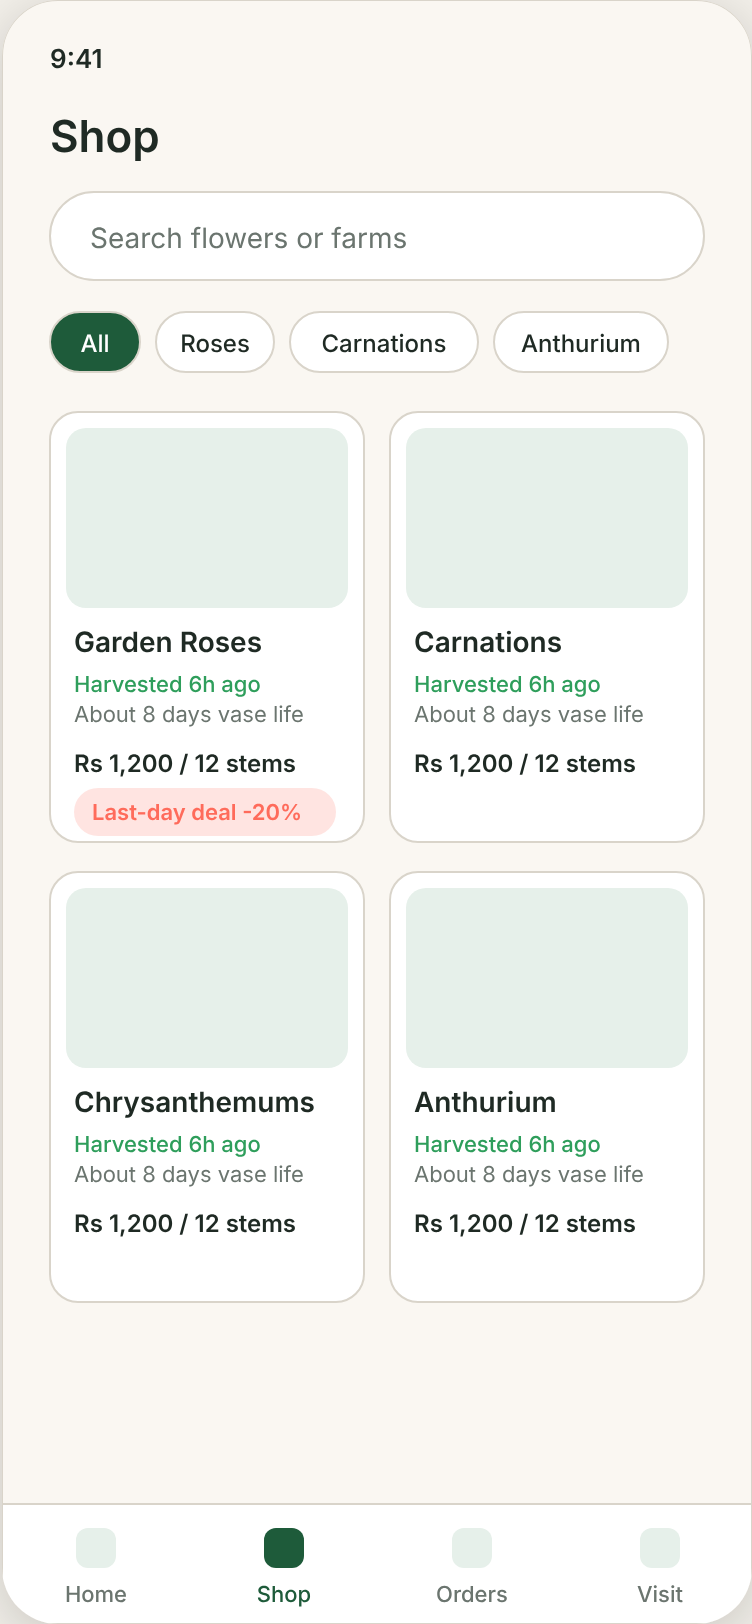 9:41
Shop
Search flowers or farms
All
Roses
Carnations
Anthurium
Garden Roses
Harvested 6h ago
About 8 days vase life
Rs 1,200 / 12 stems
Last-day deal -20%
Carnations
Harvested 6h ago
About 8 days vase life
Rs 1,200 / 12 stems
Chrysanthemums
Harvested 6h ago
About 8 days vase life
Rs 1,200 / 12 stems
Anthurium
Harvested 6h ago
About 8 days vase life
Rs 1,200 / 12 stems
Home
Shop
Orders
Visit